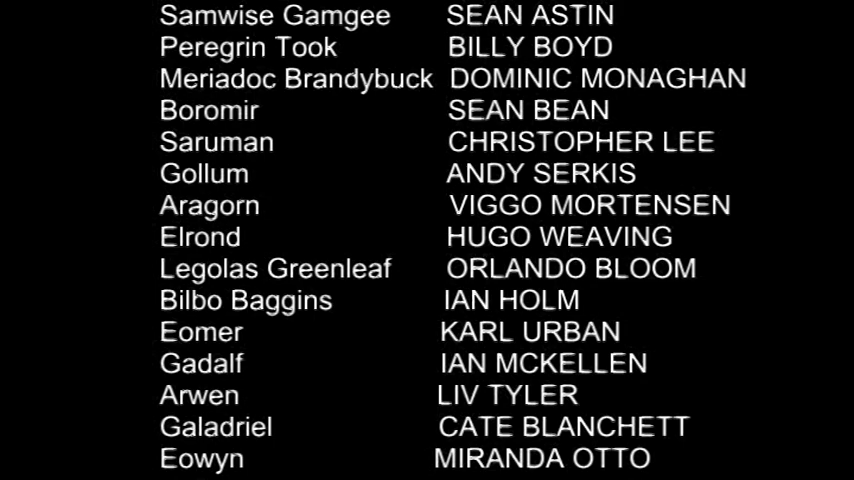 Samwise Gamgee SEAN ASTIN
Peregrin Took BILLY BOYD
Meriadoc Brandybuck DOMINIC MONAGHAN
Boromir SEAN BEAN
Saruman CHRISTOPHER LEE
Gollum ANDY SERKIS
Aragorn VIGGO MORTENSEN
Elrond HUGO WEAVING
Legolas Greenleaf ORLANDO BLOOM
Bilbo Baggins IAN HOLM
Eomer KARL URBAN
Gadalf IAN MCKELLEN
Arwen LIV TYLER
Galadriel CATE BLANCHETT
Eowyn MIRANDA OTTO